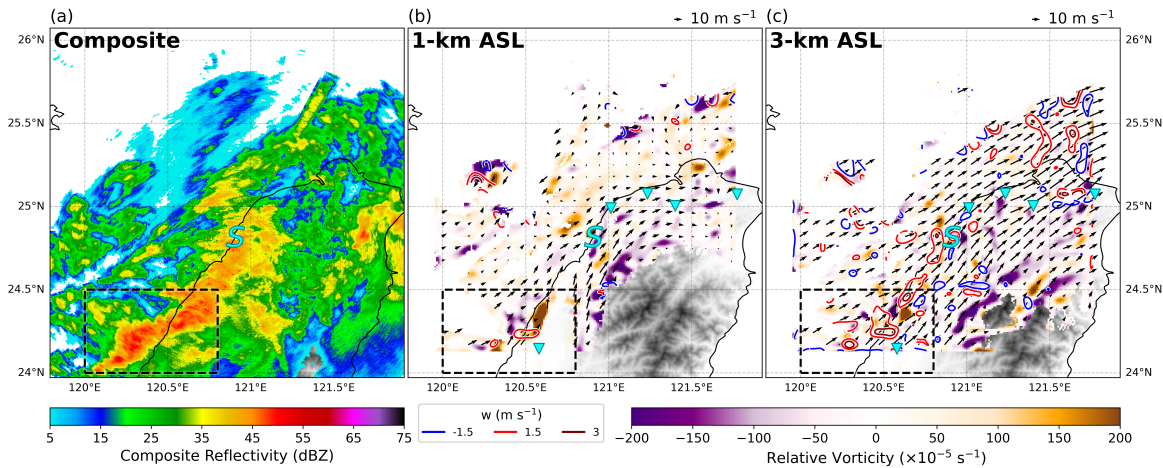 (a)
(b)
10 m s⁻¹
(c)
10 m s⁻¹
Composite
1-km ASL
3-km ASL
26°N
25.5°N
25°N
24.5°N
24°N
S
S
S
26°N
25.5°N
25°N
24.5°N
24°N
120°E
120.5°E
121°E
121.5°E
120°E
120.5°E
121°E
121.5°E
120°E
120.5°E
121°E
121.5°E
5
15
25
35
45
55
65
75
Composite Reflectivity (dBZ)
w (m s⁻¹)
-1.5
1.5
3
−200
−150
−100
−50
0
50
100
150
200
Relative Vorticity (×10⁻⁵ s⁻¹)